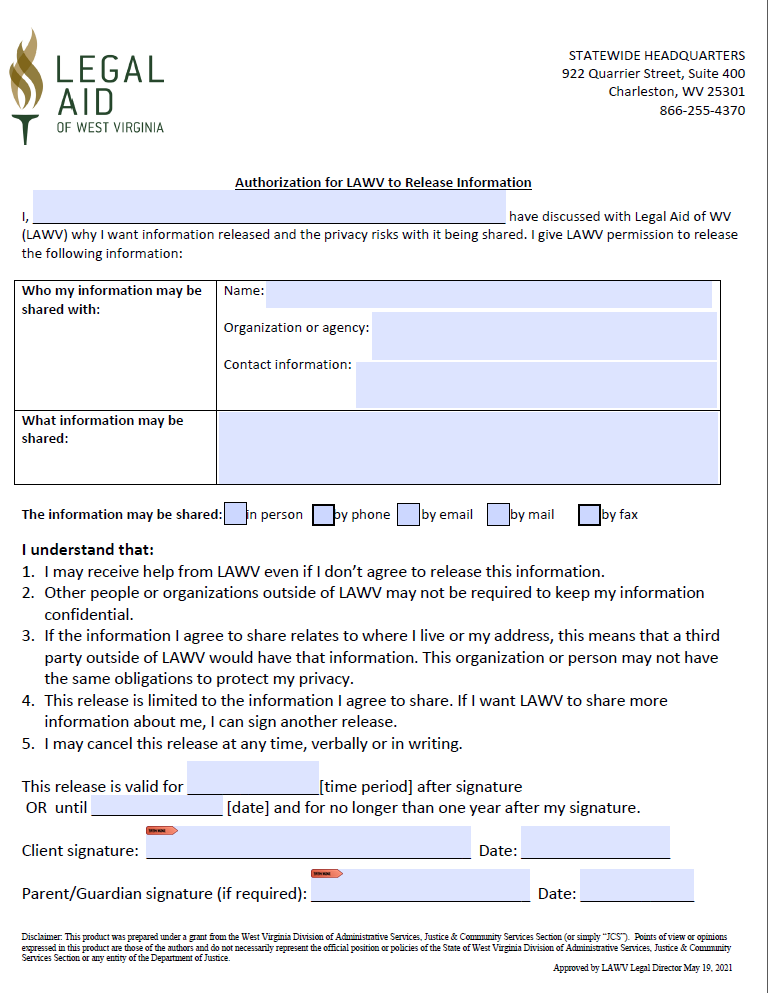 LEGAL
AID
OF WEST VIRGINIA
STATEWIDE HEADQUARTERS
922 Quarrier Street, Suite 400
Charleston, WV 25301
866-255-4370
Authorization for LAWV to Release Information
I, have discussed with Legal Aid of WV
(LAWV) why I want information released and the privacy risks with it being shared. I give LAWV permission to release
the following information:
Who my information may be
shared with:
Name:
Organization or agency:
Contact information:
What information may be
shared:
The information may be shared: in person by phone by email by mail by fax
I understand that:
1. I may receive help from LAWV even if I don’t agree to release this information.
2. Other people or organizations outside of LAWV may not be required to keep my information
confidential.
3. If the information I agree to share relates to where I live or my address, this means that a third
party outside of LAWV would have that information. This organization or person may not have
the same obligations to protect my privacy.
4. This release is limited to the information I agree to share. If I want LAWV to share more
information about me, I can sign another release.
5. I may cancel this release at any time, verbally or in writing.
This release is valid for [time period] after signature
OR until [date] and for no longer than one year after my signature.
Client signature: Date:
Parent/Guardian signature (if required): Date:
Disclaimer: This product was prepared under a grant from the West Virginia Division of Administrative Services, Justice & Community Services Section (or simply “JCS”). Points of view or opinions
expressed in this product are those of the authors and do not necessarily represent the official position or policies of the State of West Virginia Division of Administrative Services, Justice & Community
Services Section or any entity of the Department of Justice.
Approved by LAWV Legal Director May 19, 2021